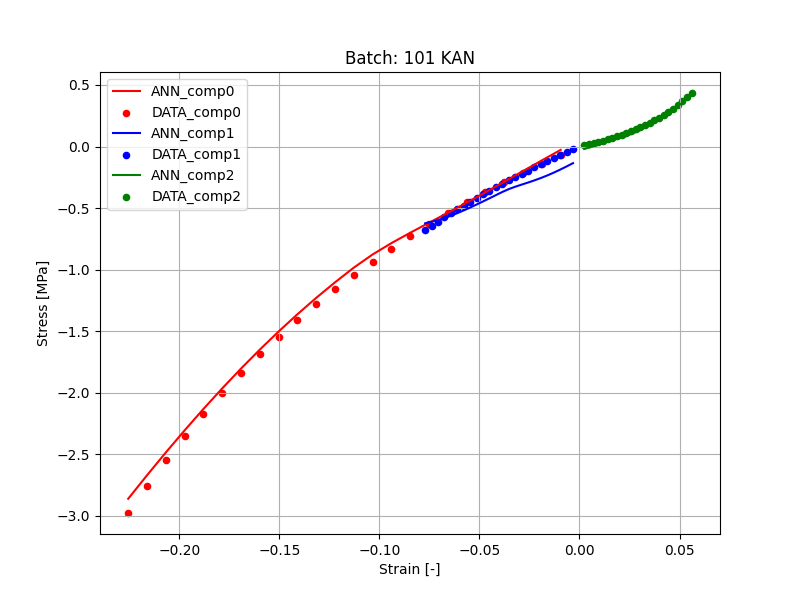 Batch: 101 KAN
ANN_comp0
DATA_comp0
ANN_comp1
DATA_comp1
ANN_comp2
DATA_comp2
0.5
0.0
−0.5
−1.0
−1.5
−2.0
−2.5
−3.0
Stress [MPa]
−0.20 −0.15 −0.10 −0.05 0.00 0.05
Strain [-]